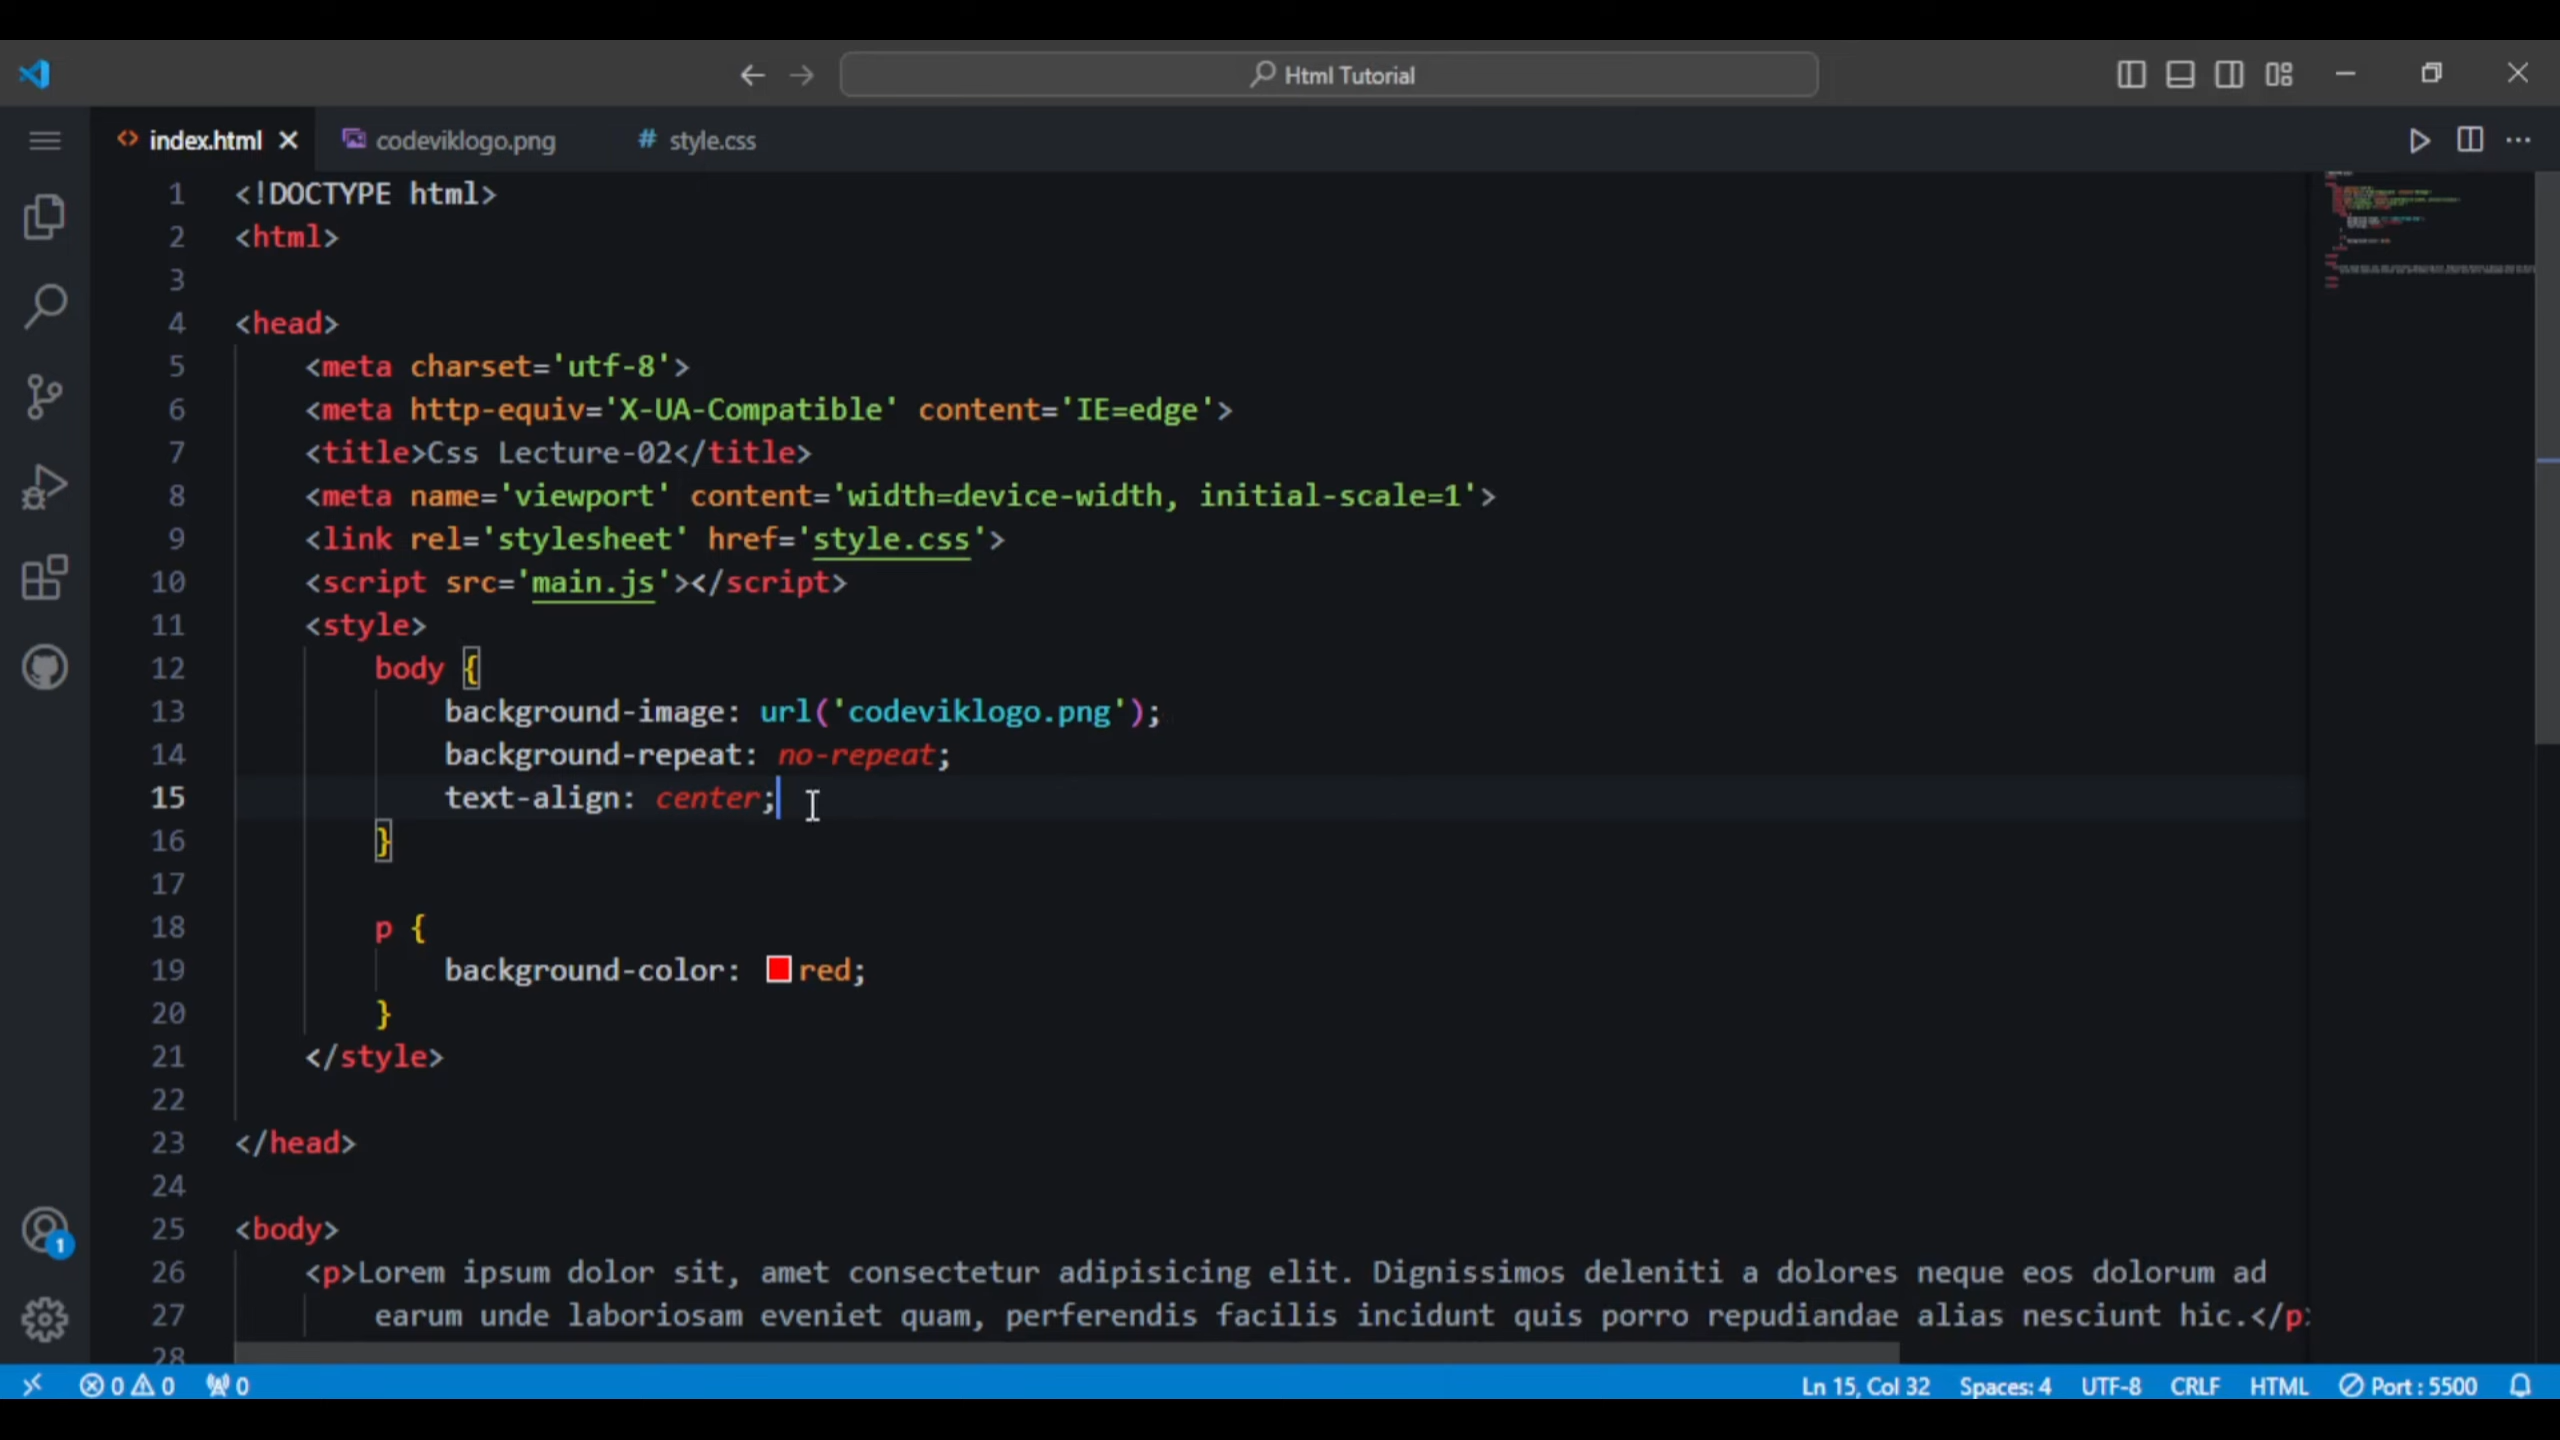 Html Tutorial
index.html codeviklogo.png # style.css
1 <!DOCTYPE html>
2 <html>
3
4 <head>
5 <meta charset='utf-8'>
6 <meta http-equiv='X-UA-Compatible' content='IE=edge'>
7 <title>Css Lecture-02</title>
8 <meta name='viewport' content='width=device-width, initial-scale=1'>
9 <link rel='stylesheet' href='style.css'>
10 <script src='main.js'></script>
11 <style>
12 body {
13 background-image: url('codeviklogo.png');
14 background-repeat: no-repeat;
15 text-align: center;
16 }
17
18 p {
19 background-color: red;
20 }
21 </style>
22
23 </head>
24
25 <body>
26 <p>Lorem ipsum dolor sit, amet consectetur adipisicing elit. Dignissimos deleniti a dolores neque eos dolorum ad
27 earum unde laboriosam eveniet quam, perferendis facilis incidunt quis porro repudiandae alias nesciunt hic.</p>
28
1
0 0 0 Ln 15, Col 32 Spaces: 4 UTF-8 CRLF HTML Port : 5500